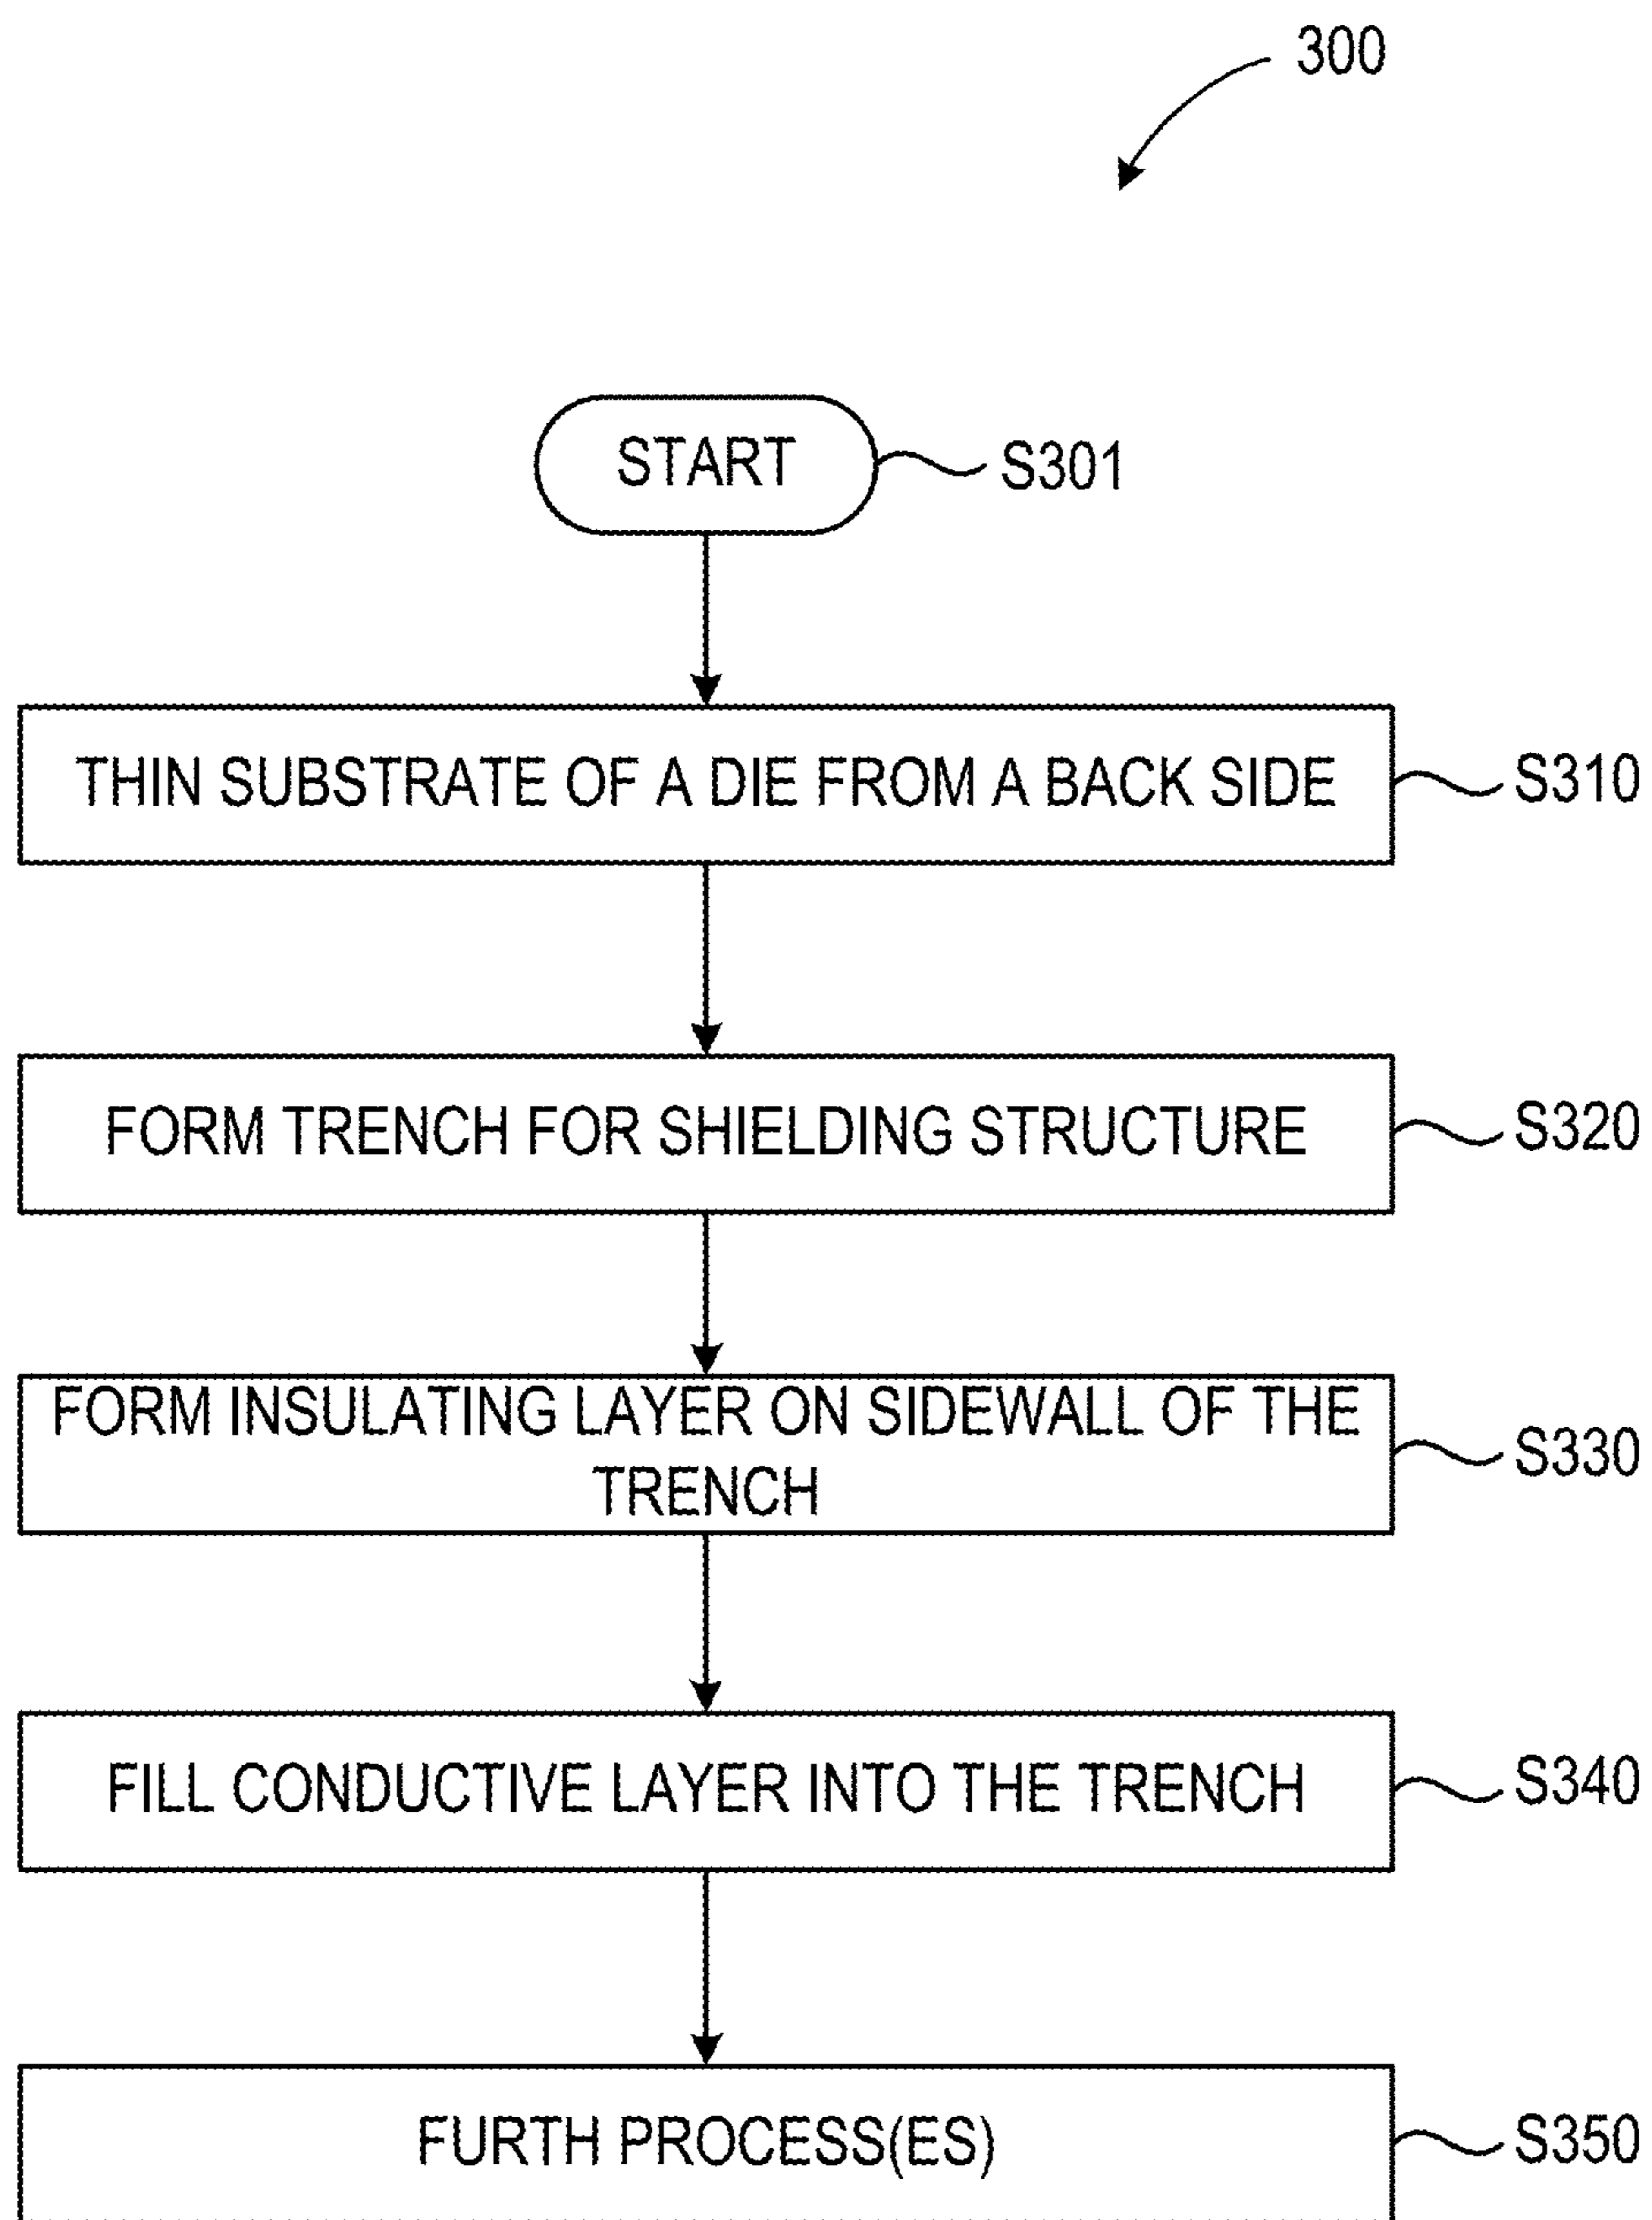 300
START
S301
THIN SUBSTRATE OF A DIE FROM A BACK SIDE
S310
FORM TRENCH FOR SHIELDING STRUCTURE
S320
FORM INSULATING LAYER ON SIDEWALL OF THE
TRENCH
S330
FILL CONDUCTIVE LAYER INTO THE TRENCH
S340
FURTH PROCESS(ES)
S350